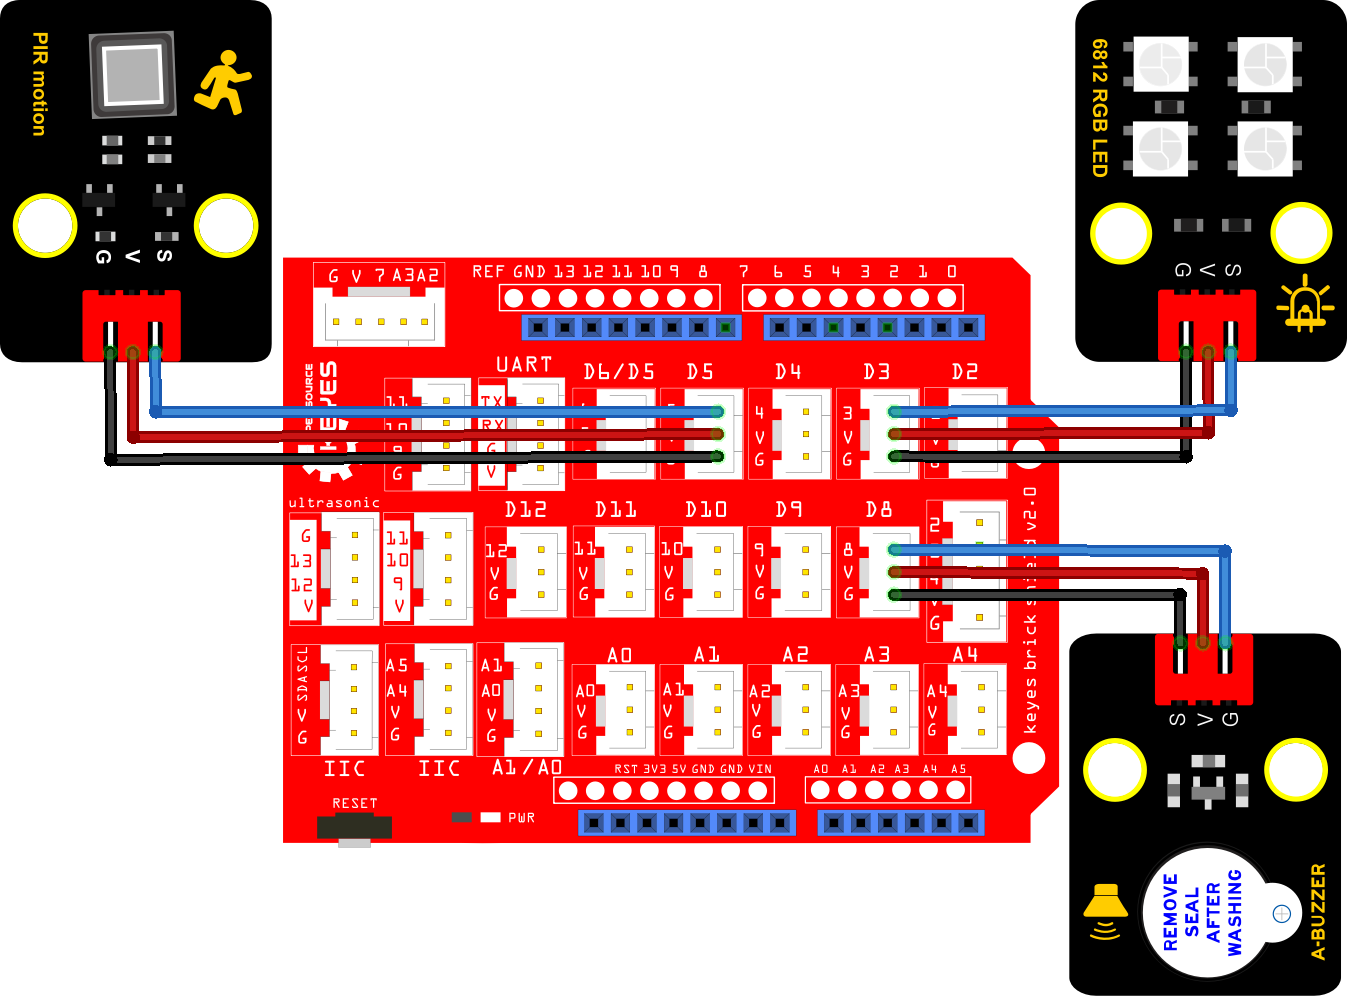 PIR motion
G V S
6812 RGB LED
G V S
G V 7 A3 A2
REF GND 13 12 11 10 9 8
7 6 5 4 3 2 1 0
KEYES
UART
D6/D5 D5 D4 D3 D2
11
10
9
G
TX
RX
G
V
4
V
G
3
V
G
ultrasonic
G
13
12
V
11
10
9
V
D12 D11 D10 D9 D8
12
V
G
11
V
G
10
V
G
9
V
G
8
V
G
2
G
keyes brick shield v2.0
SCL
SDA
V
G
A5
A4
V
G
A1
A0
V
G
A0 A1 A2 A3 A4
A0
V
G
A1
V
G
A2
V
G
A3
V
G
A4
V
G
IIC IIC A1/A0
RST 3V3 5V GND GND VIN
A0 A1 A2 A3 A4 A5
RESET
PWR
S V G
REMOVE
SEAL
AFTER
WASHING
A-BUZZER